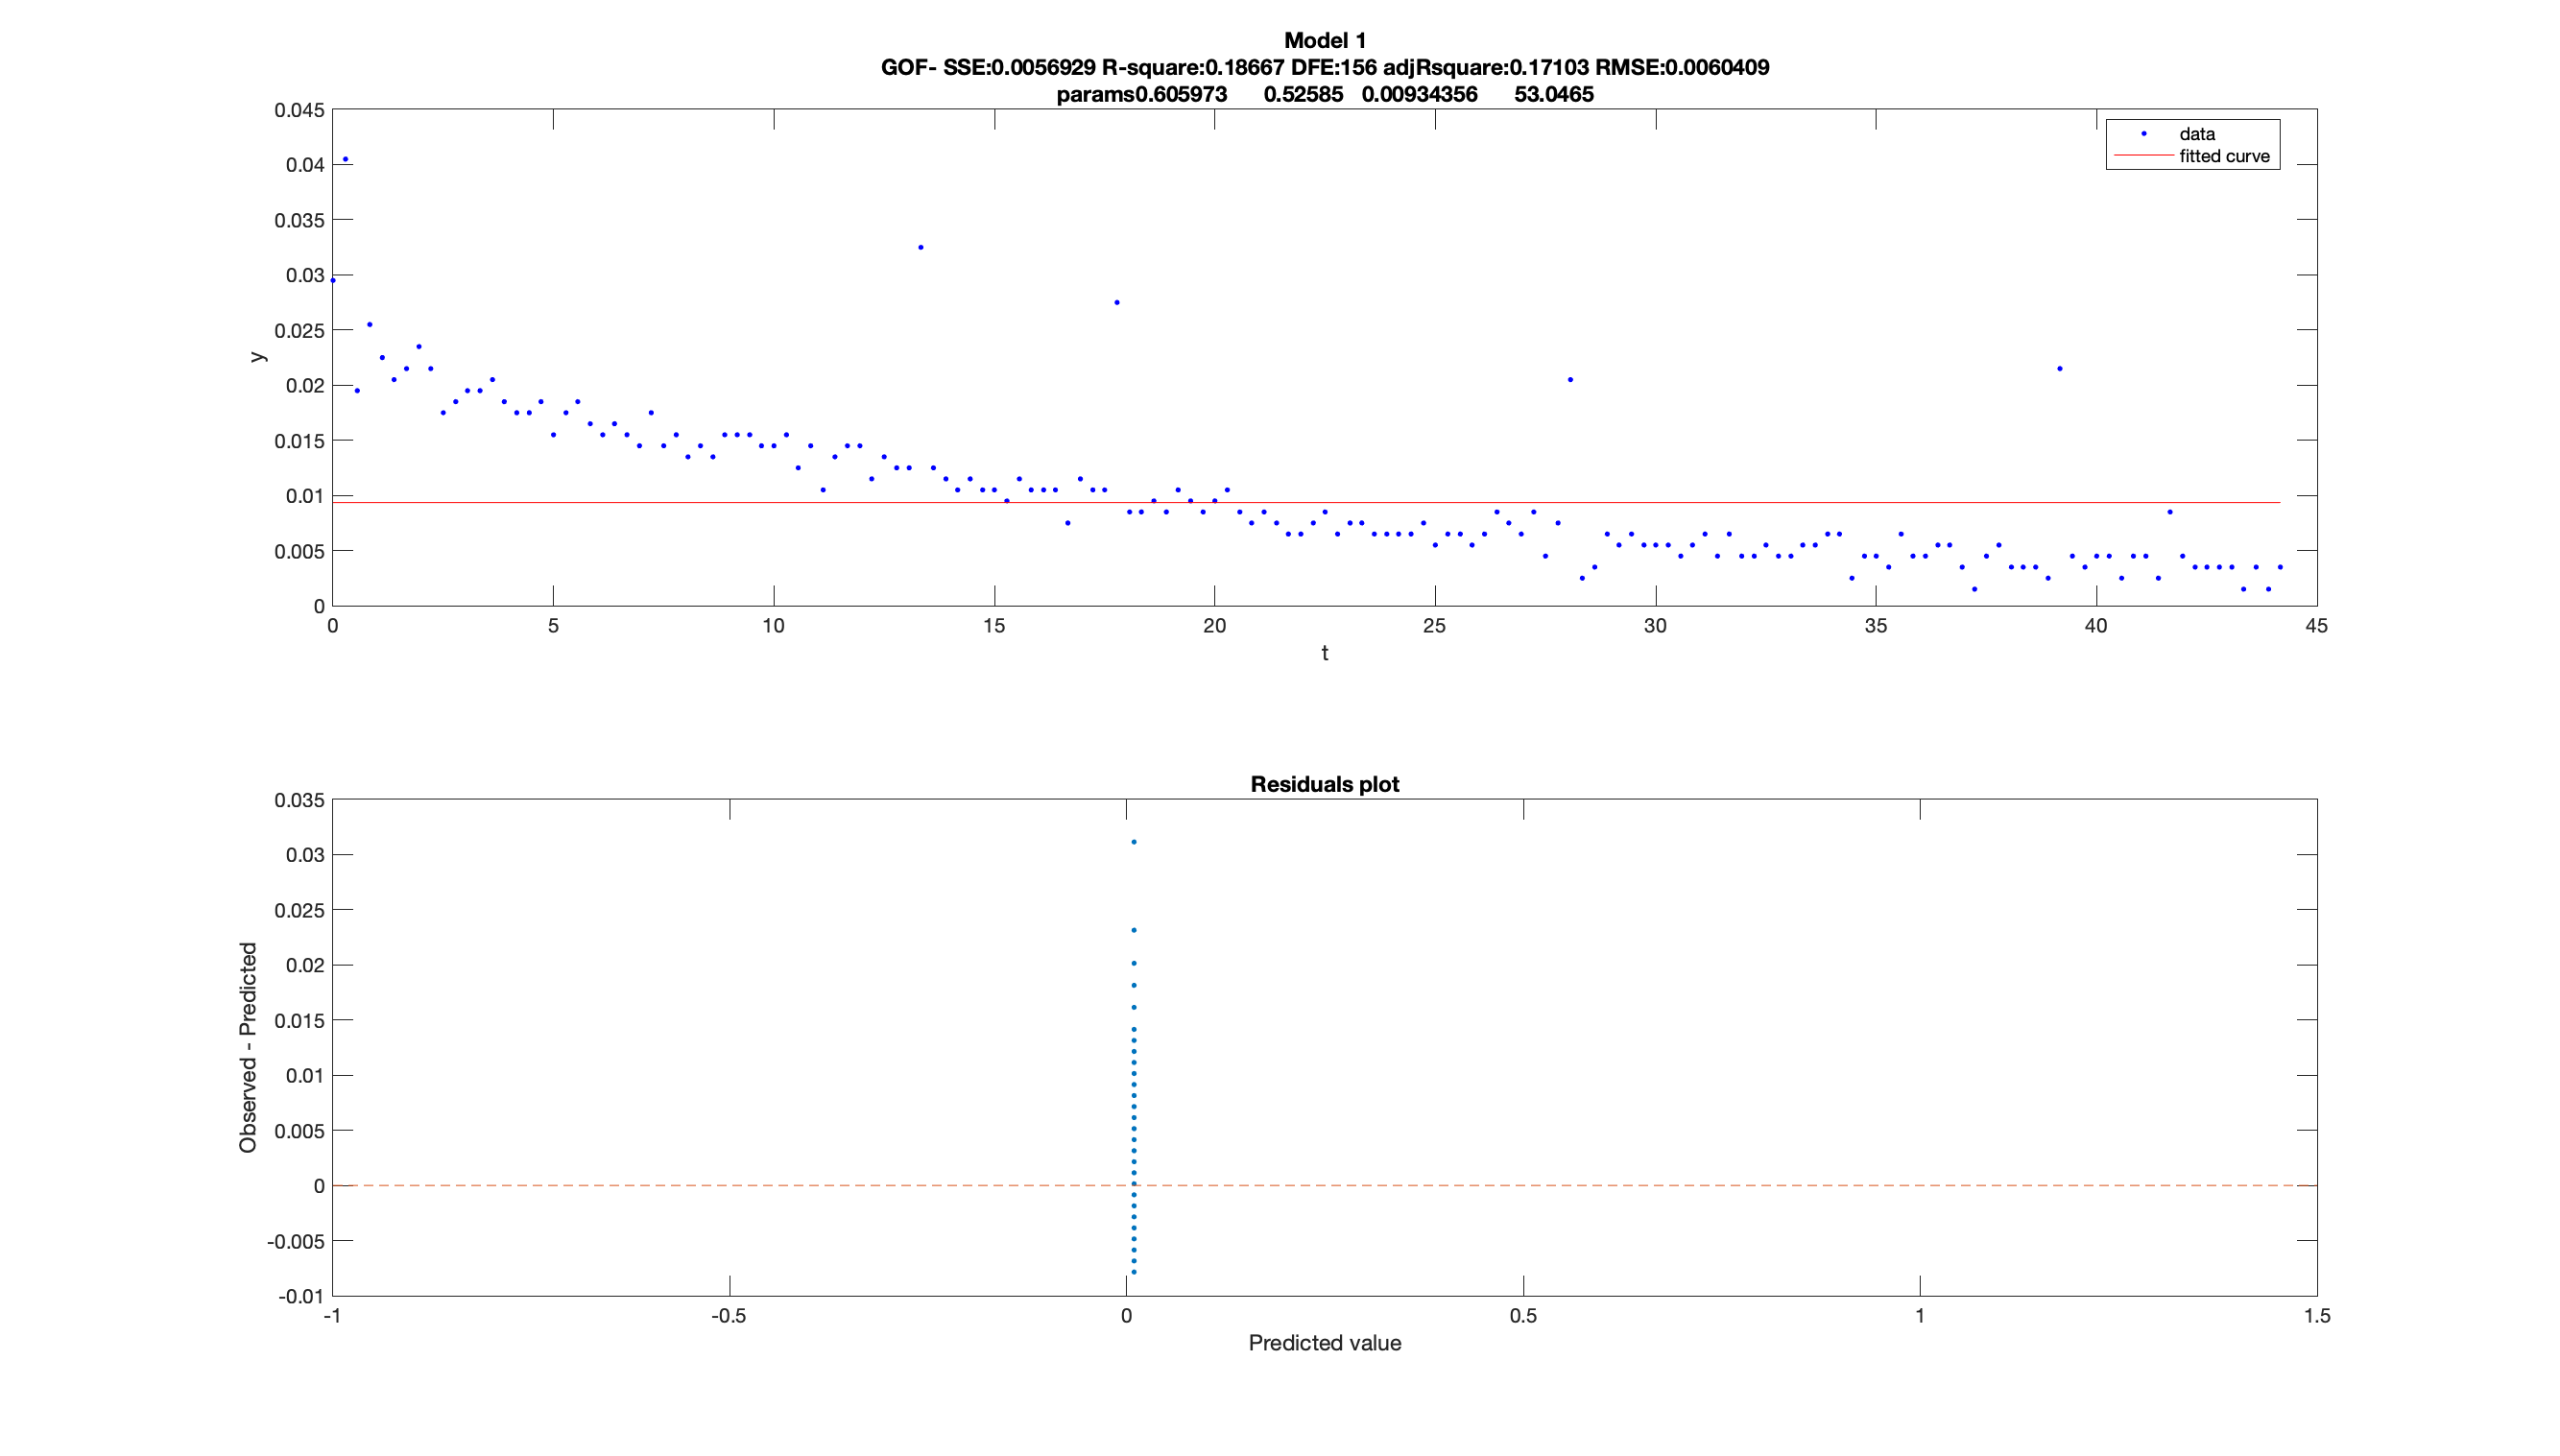 Model 1
GOF- SSE:0.0056929 R-square:0.18667 DFE:156 adjRsquare:0.17103 RMSE:0.0060409
params0.605973 0.52585 0.00934356 53.0465
0.045
0.04
0.035
0.03
0.025
0.02
0.015
0.01
0.005
0
y
data
fitted curve
0 5 10 15 20 25 30 35 40 45
t
Residuals plot
0.035
0.03
0.025
0.02
0.015
0.01
0.005
0
-0.005
-0.01
Observed - Predicted
-1 -0.5 0 0.5 1 1.5
Predicted value